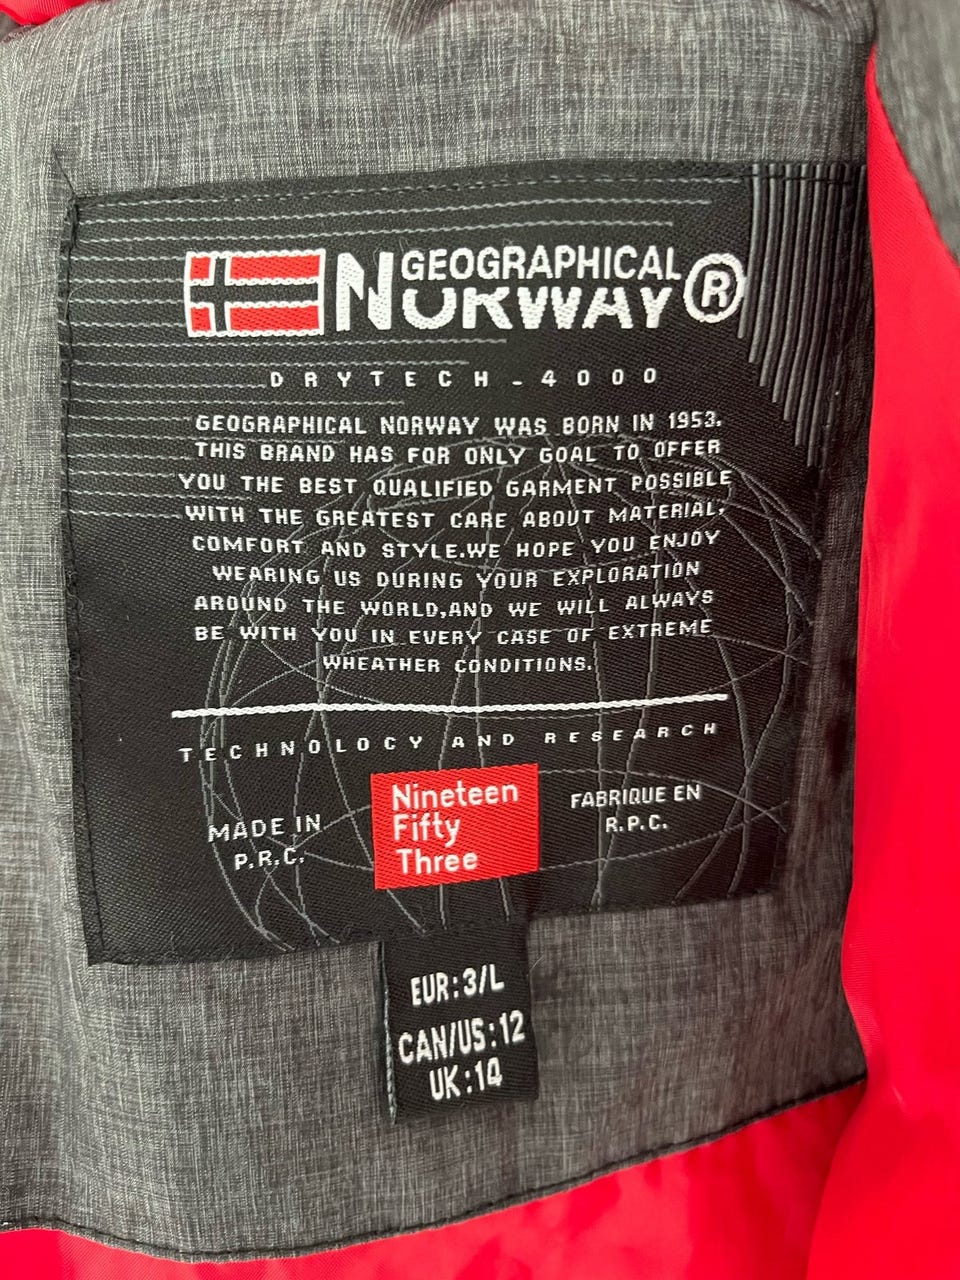 GEOGRAPHICAL
NORWAY ®
DRYTECH-4000
GEOGRAPHICAL NORWAY WAS BORN IN 1953.
THIS BRAND HAS FOR ONLY GOAL TO OFFER
YOU THE BEST QUALIFIED GARMENT POSSIBLE
WITH THE GREATEST CARE ABOUT MATERIAL,
COMFORT AND STYLE.WE HOPE YOU ENJOY
WEARING US DURING YOUR EXPLORATION
AROUND THE WORLD,AND WE WILL ALWAYS
BE WITH YOU IN EVERY CASE OF EXTREME
WHEATHER CONDITIONS.
TECHNOLOGY AND RESEARCH
MADE IN
P.R.C.
Nineteen
Fifty
Three
FABRIQUE EN
R.P.C.
EUR:3/L
CAN/US:12
UK:14